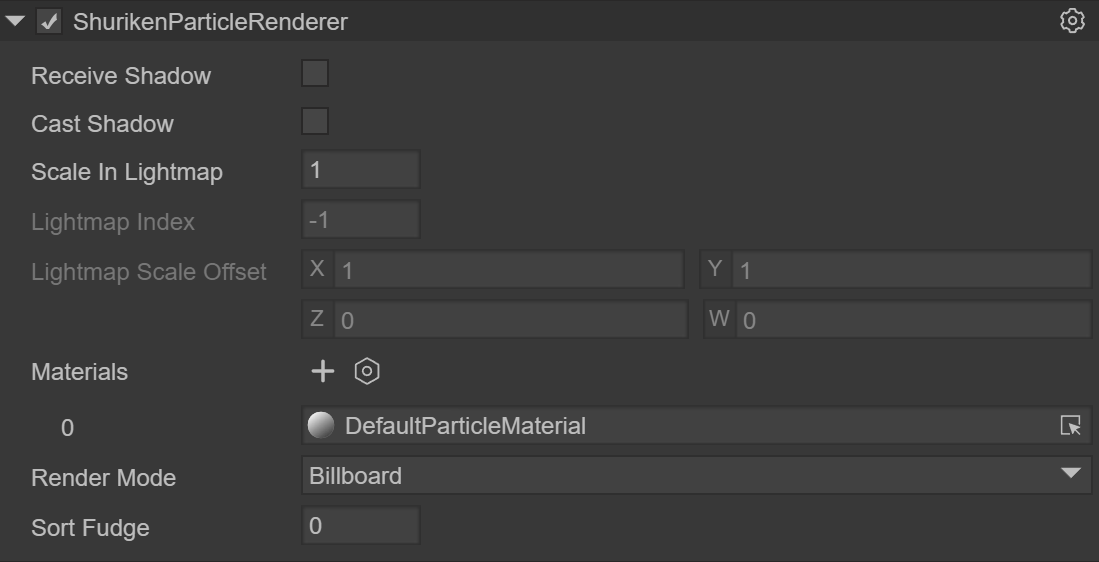 ShurikenParticleRenderer
Receive Shadow
Cast Shadow
Scale In Lightmap 1
Lightmap Index -1
Lightmap Scale Offset X 1 Y 1
Z 0 W 0
Materials
0 DefaultParticleMaterial
Render Mode Billboard
Sort Fudge 0